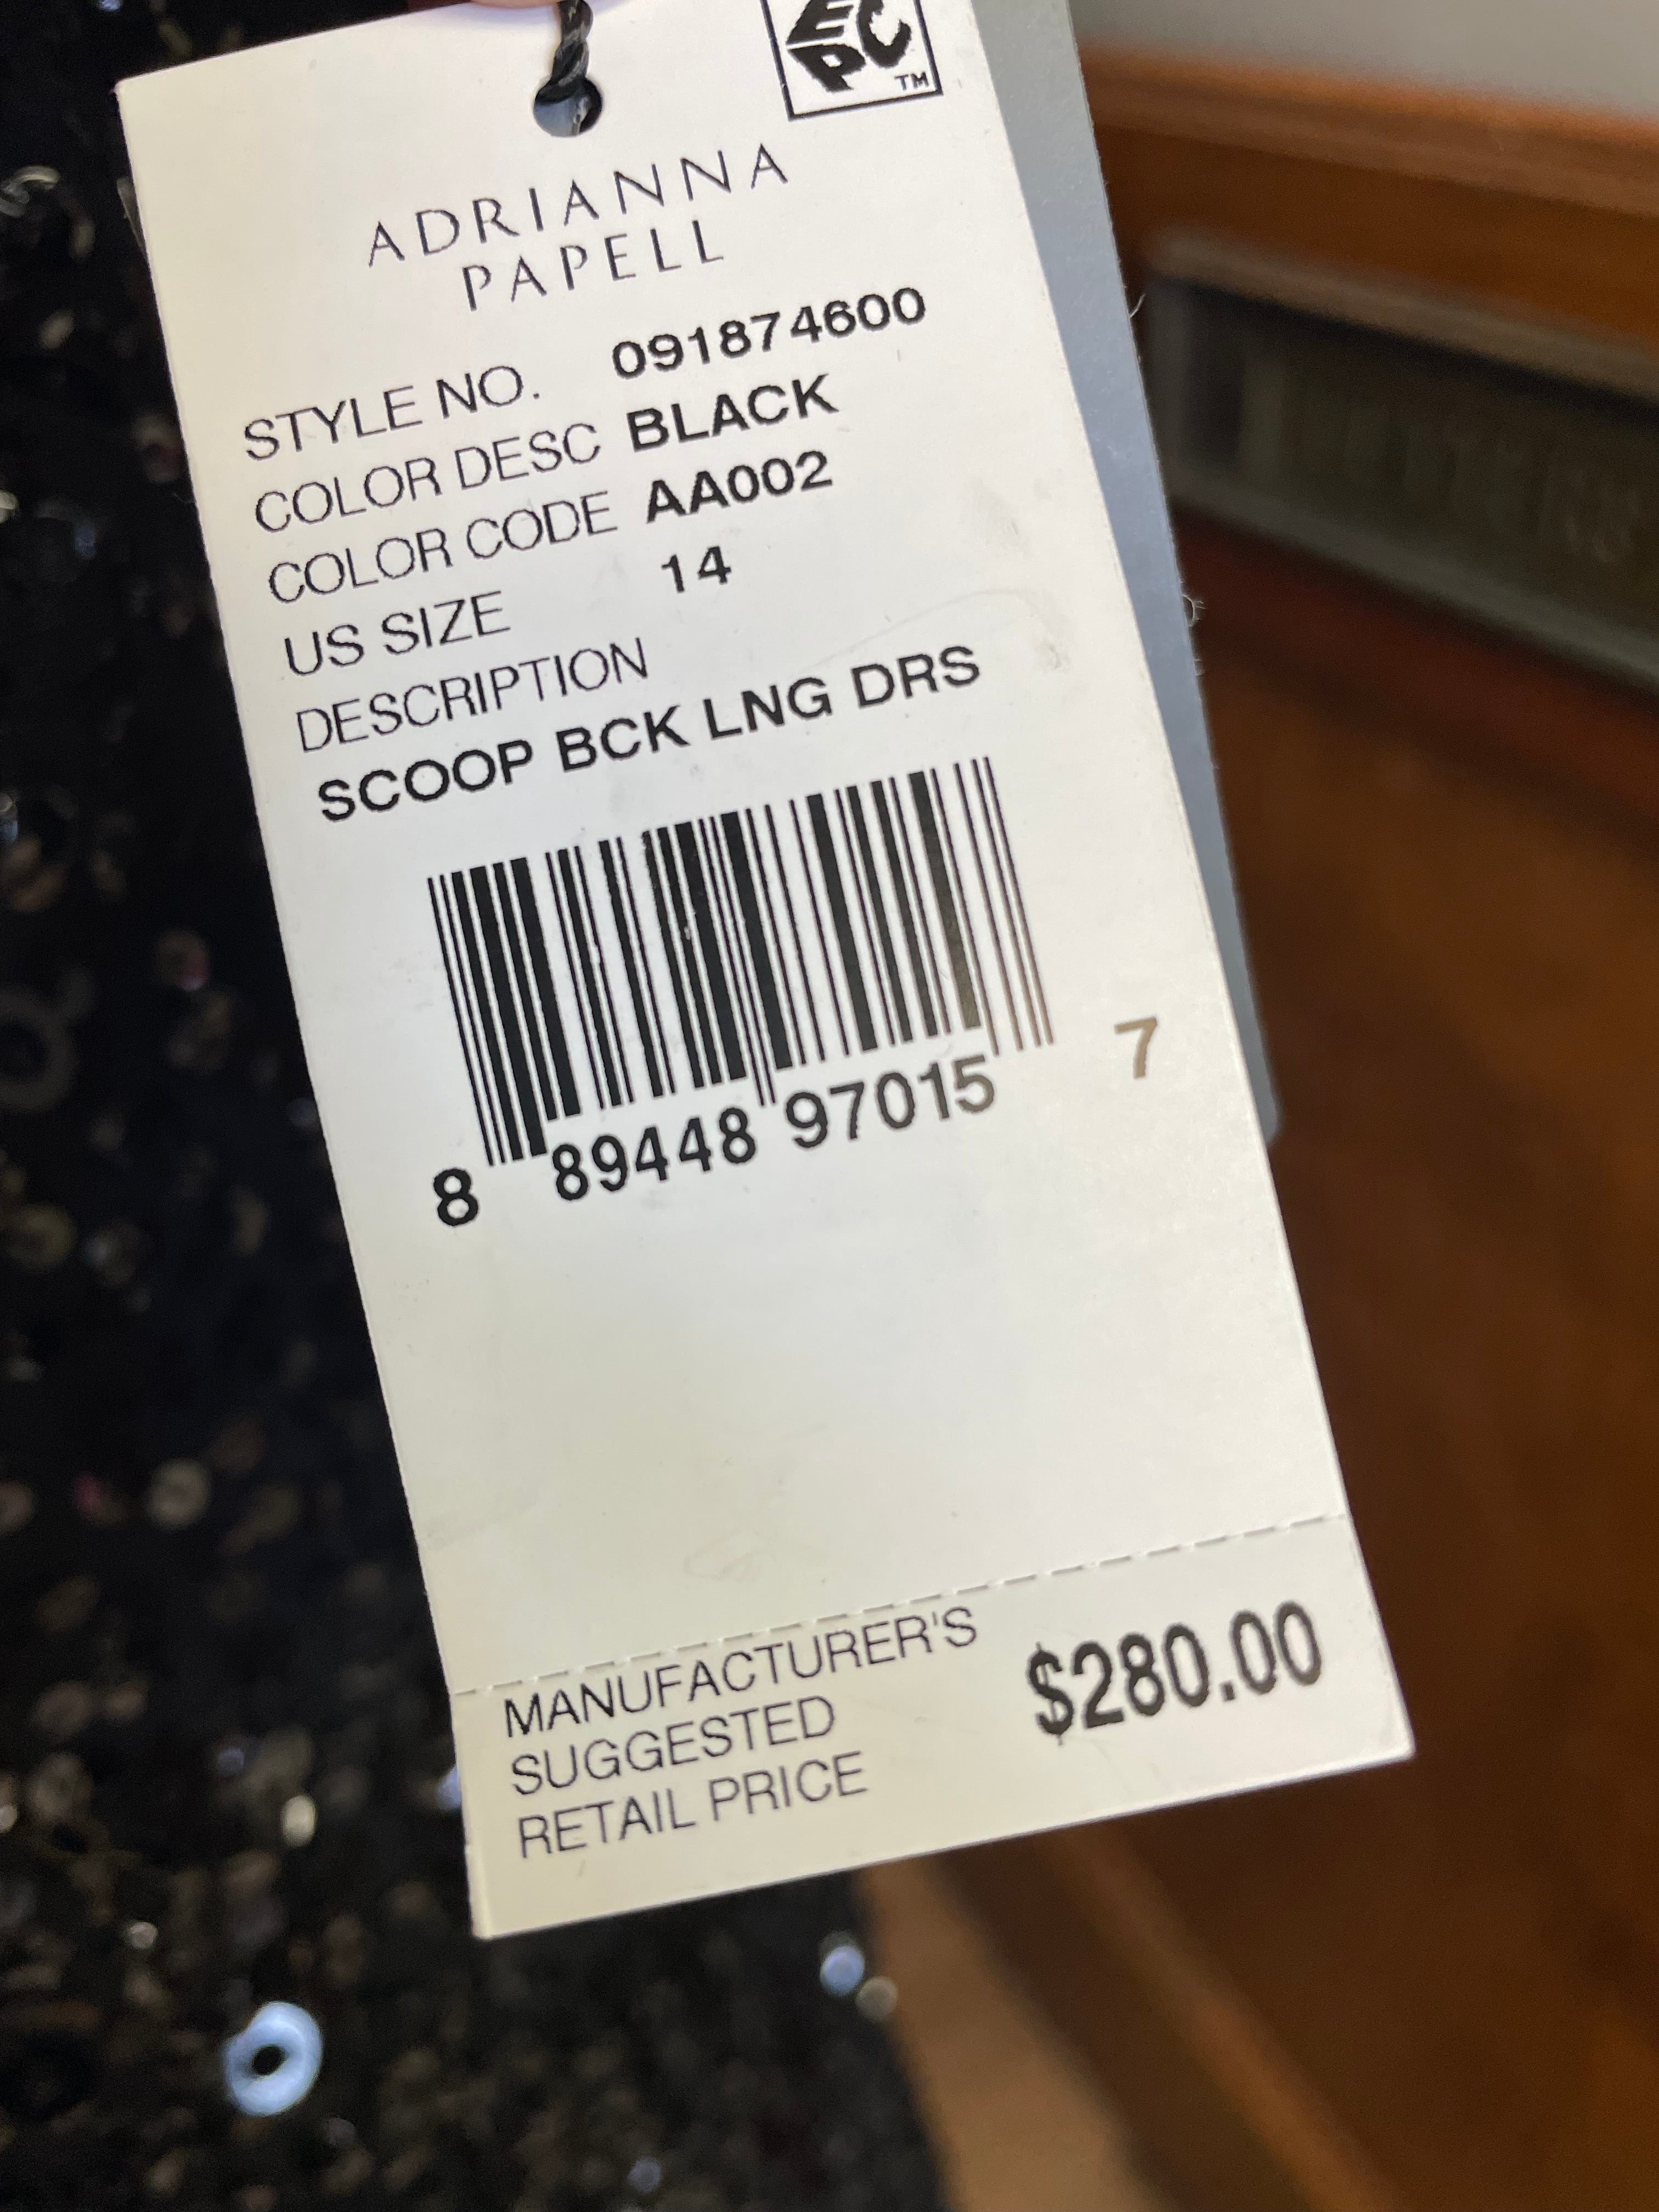 EPC
TM
ADRIANNA
PAPELL
STYLE NO. 091874600
COLOR DESC BLACK
COLOR CODE AA002
US SIZE 14
DESCRIPTION
SCOOP BCK LNG DRS
8 89448 97015 7
MANUFACTURER'S
SUGGESTED
RETAIL PRICE
$280.00